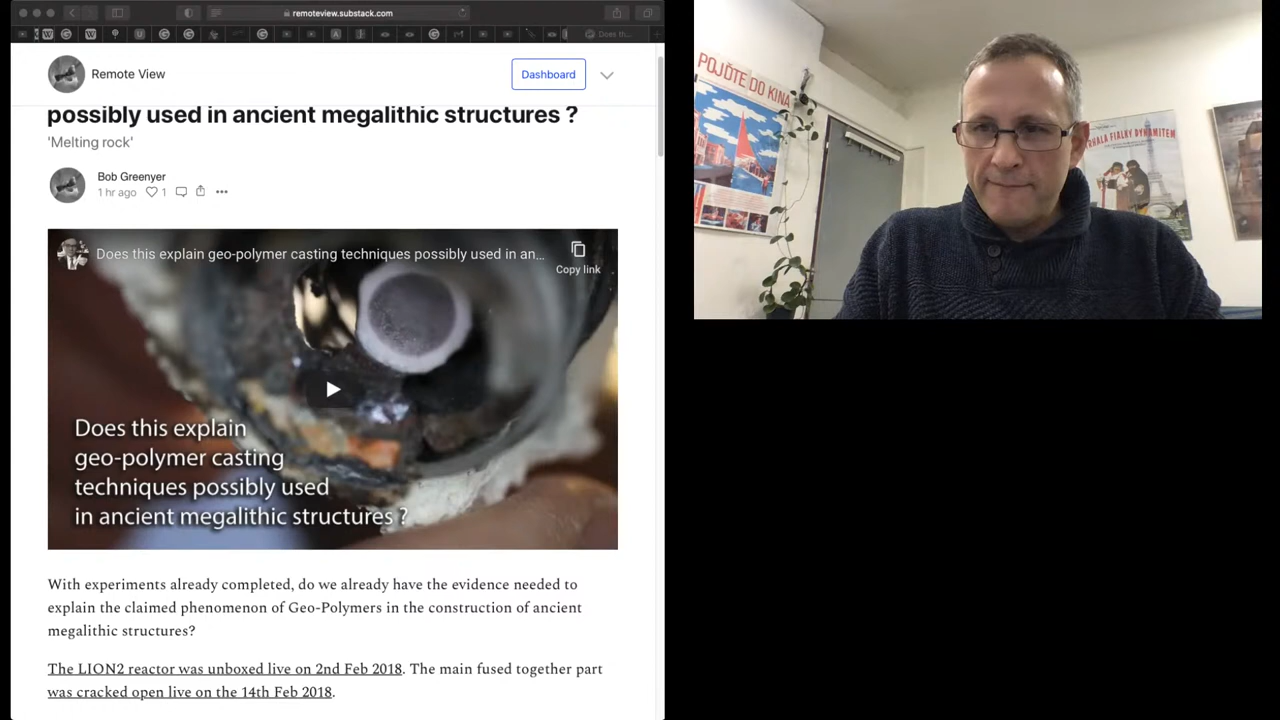 remoteview.substack.com
Does th...
Remote View
Dashboard
possibly used in ancient megalithic structures ?
'Melting rock'
Bob Greenyer
1 hr ago
1
Does this explain geo-polymer casting techniques possibly used in an...
Copy link
Does this explain
geo-polymer casting
techniques possibly used
in ancient megalithic structures ?
With experiments already completed, do we already have the evidence needed to
explain the claimed phenomenon of Geo-Polymers in the construction of ancient
megalithic structures?
The LION2 reactor was unboxed live on 2nd Feb 2018. The main fused together part
was cracked open live on the 14th Feb 2018.
POJĎTE DO KINA
RHALA FIALKY DYNAMITEM